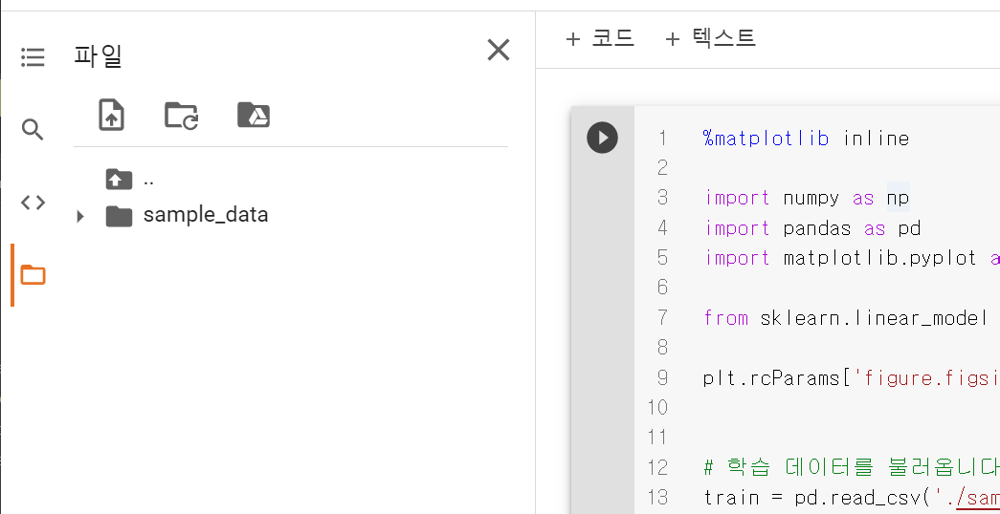 파일
..
sample_data
+ 코드 + 텍스트
1 %matplotlib inline
2
3 import numpy as np
4 import pandas as pd
5 import matplotlib.pyplot a
6
7 from sklearn.linear_model
8
9 plt.rcParams['figure.figsi
10
11
12 # 학습 데이터를 불러옵니다
13 train = pd.read_csv('./sam